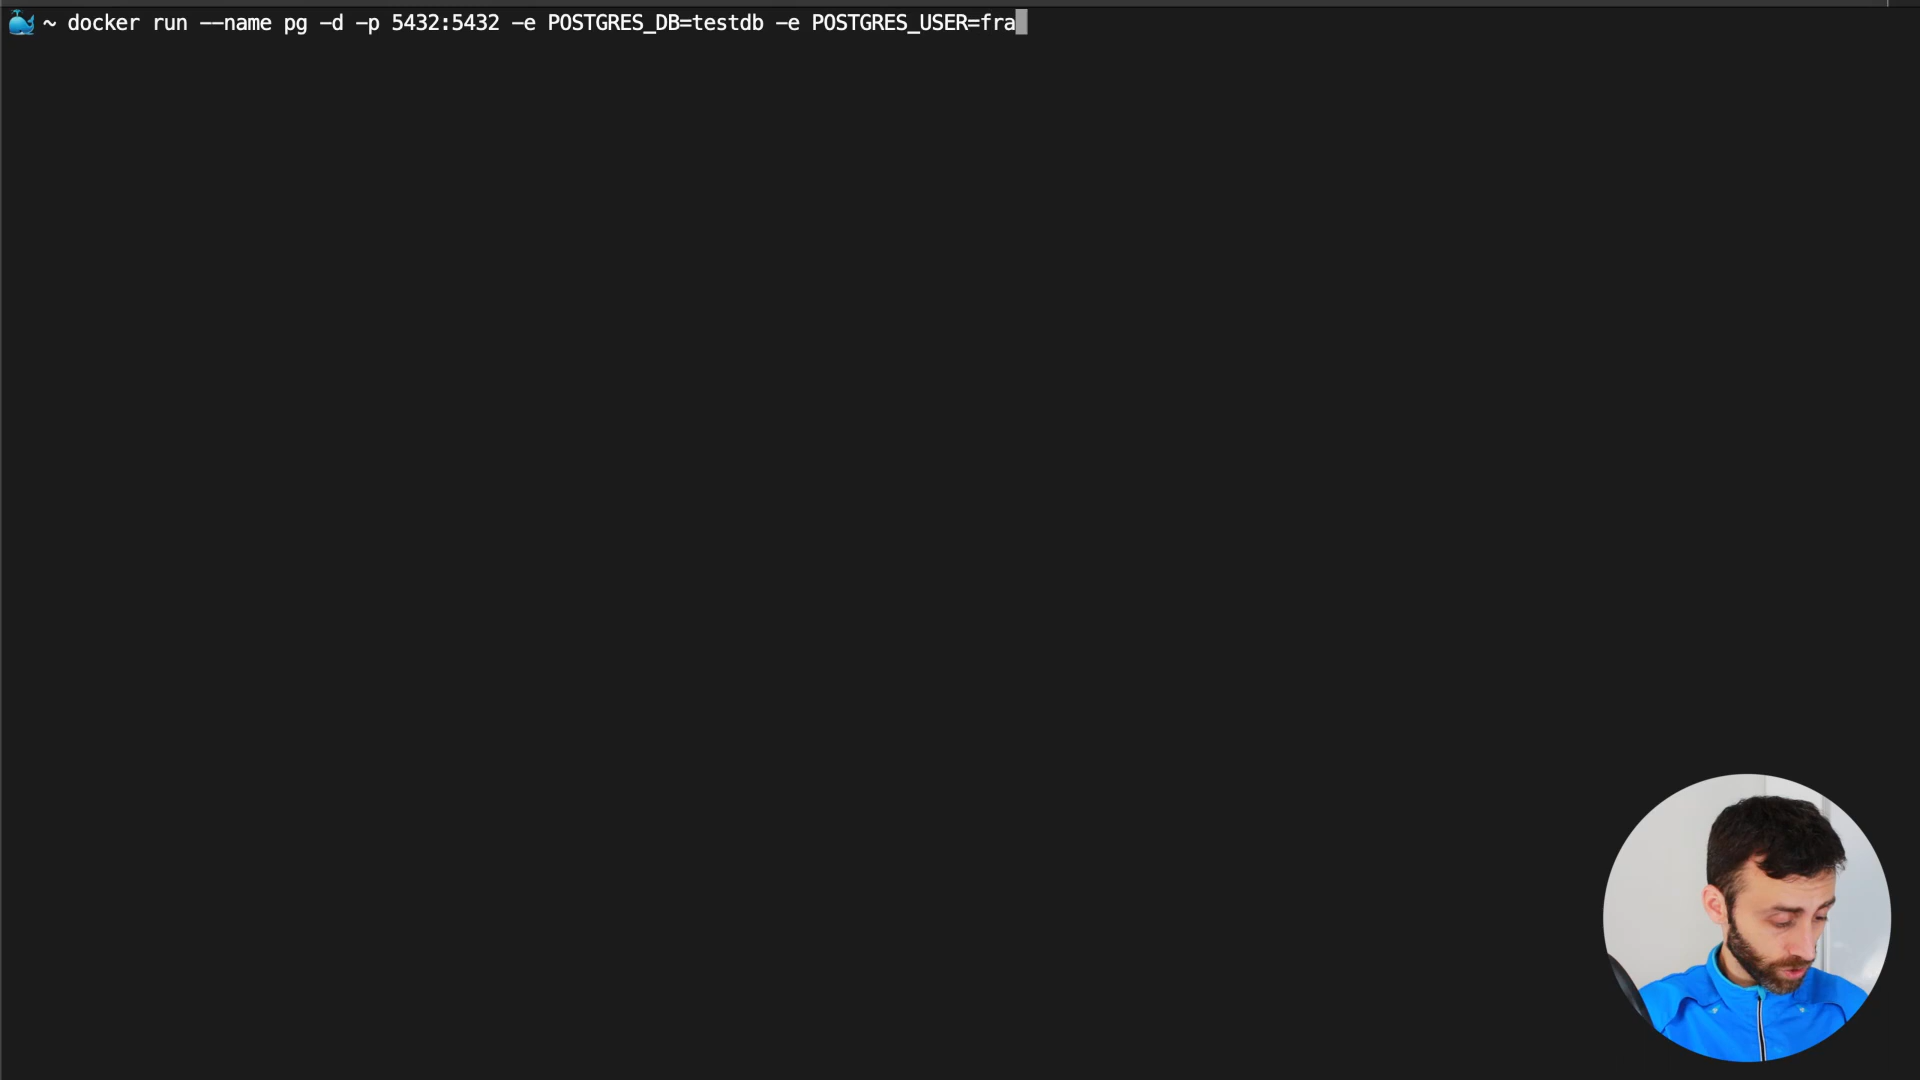 ~ docker run --name pg -d -p 5432:5432 -e POSTGRES_DB=testdb -e POSTGRES_USER=fra